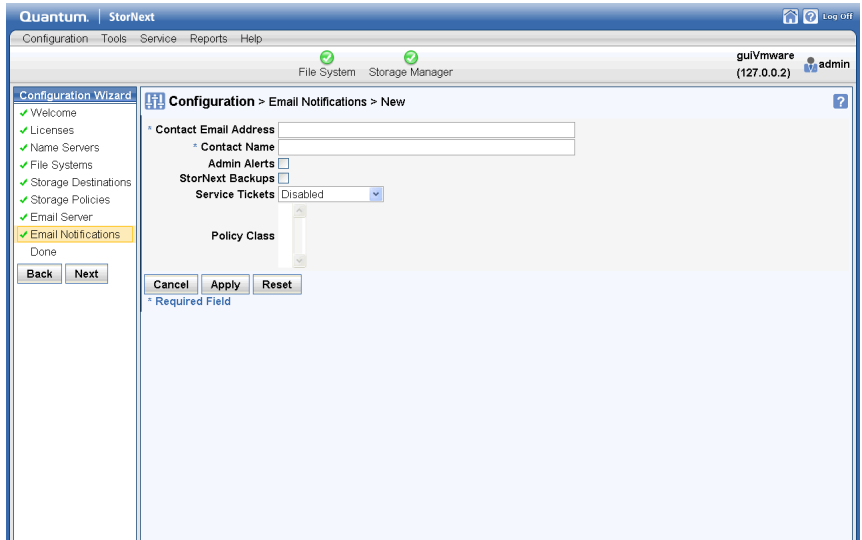 Quantum. StorNext Log Off
Configuration Tools Service Reports Help
File System Storage Manager
guiVmware
(127.0.0.2)
admin
Configuration Wizard
Welcome
Licenses
Name Servers
File Systems
Storage Destinations
Storage Policies
Email Server
Email Notifications
Done
Back Next
Configuration > Email Notifications > New ?
* Contact Email Address
* Contact Name
Admin Alerts
StorNext Backups
Service Tickets Disabled
Policy Class
Cancel Apply Reset
* Required Field